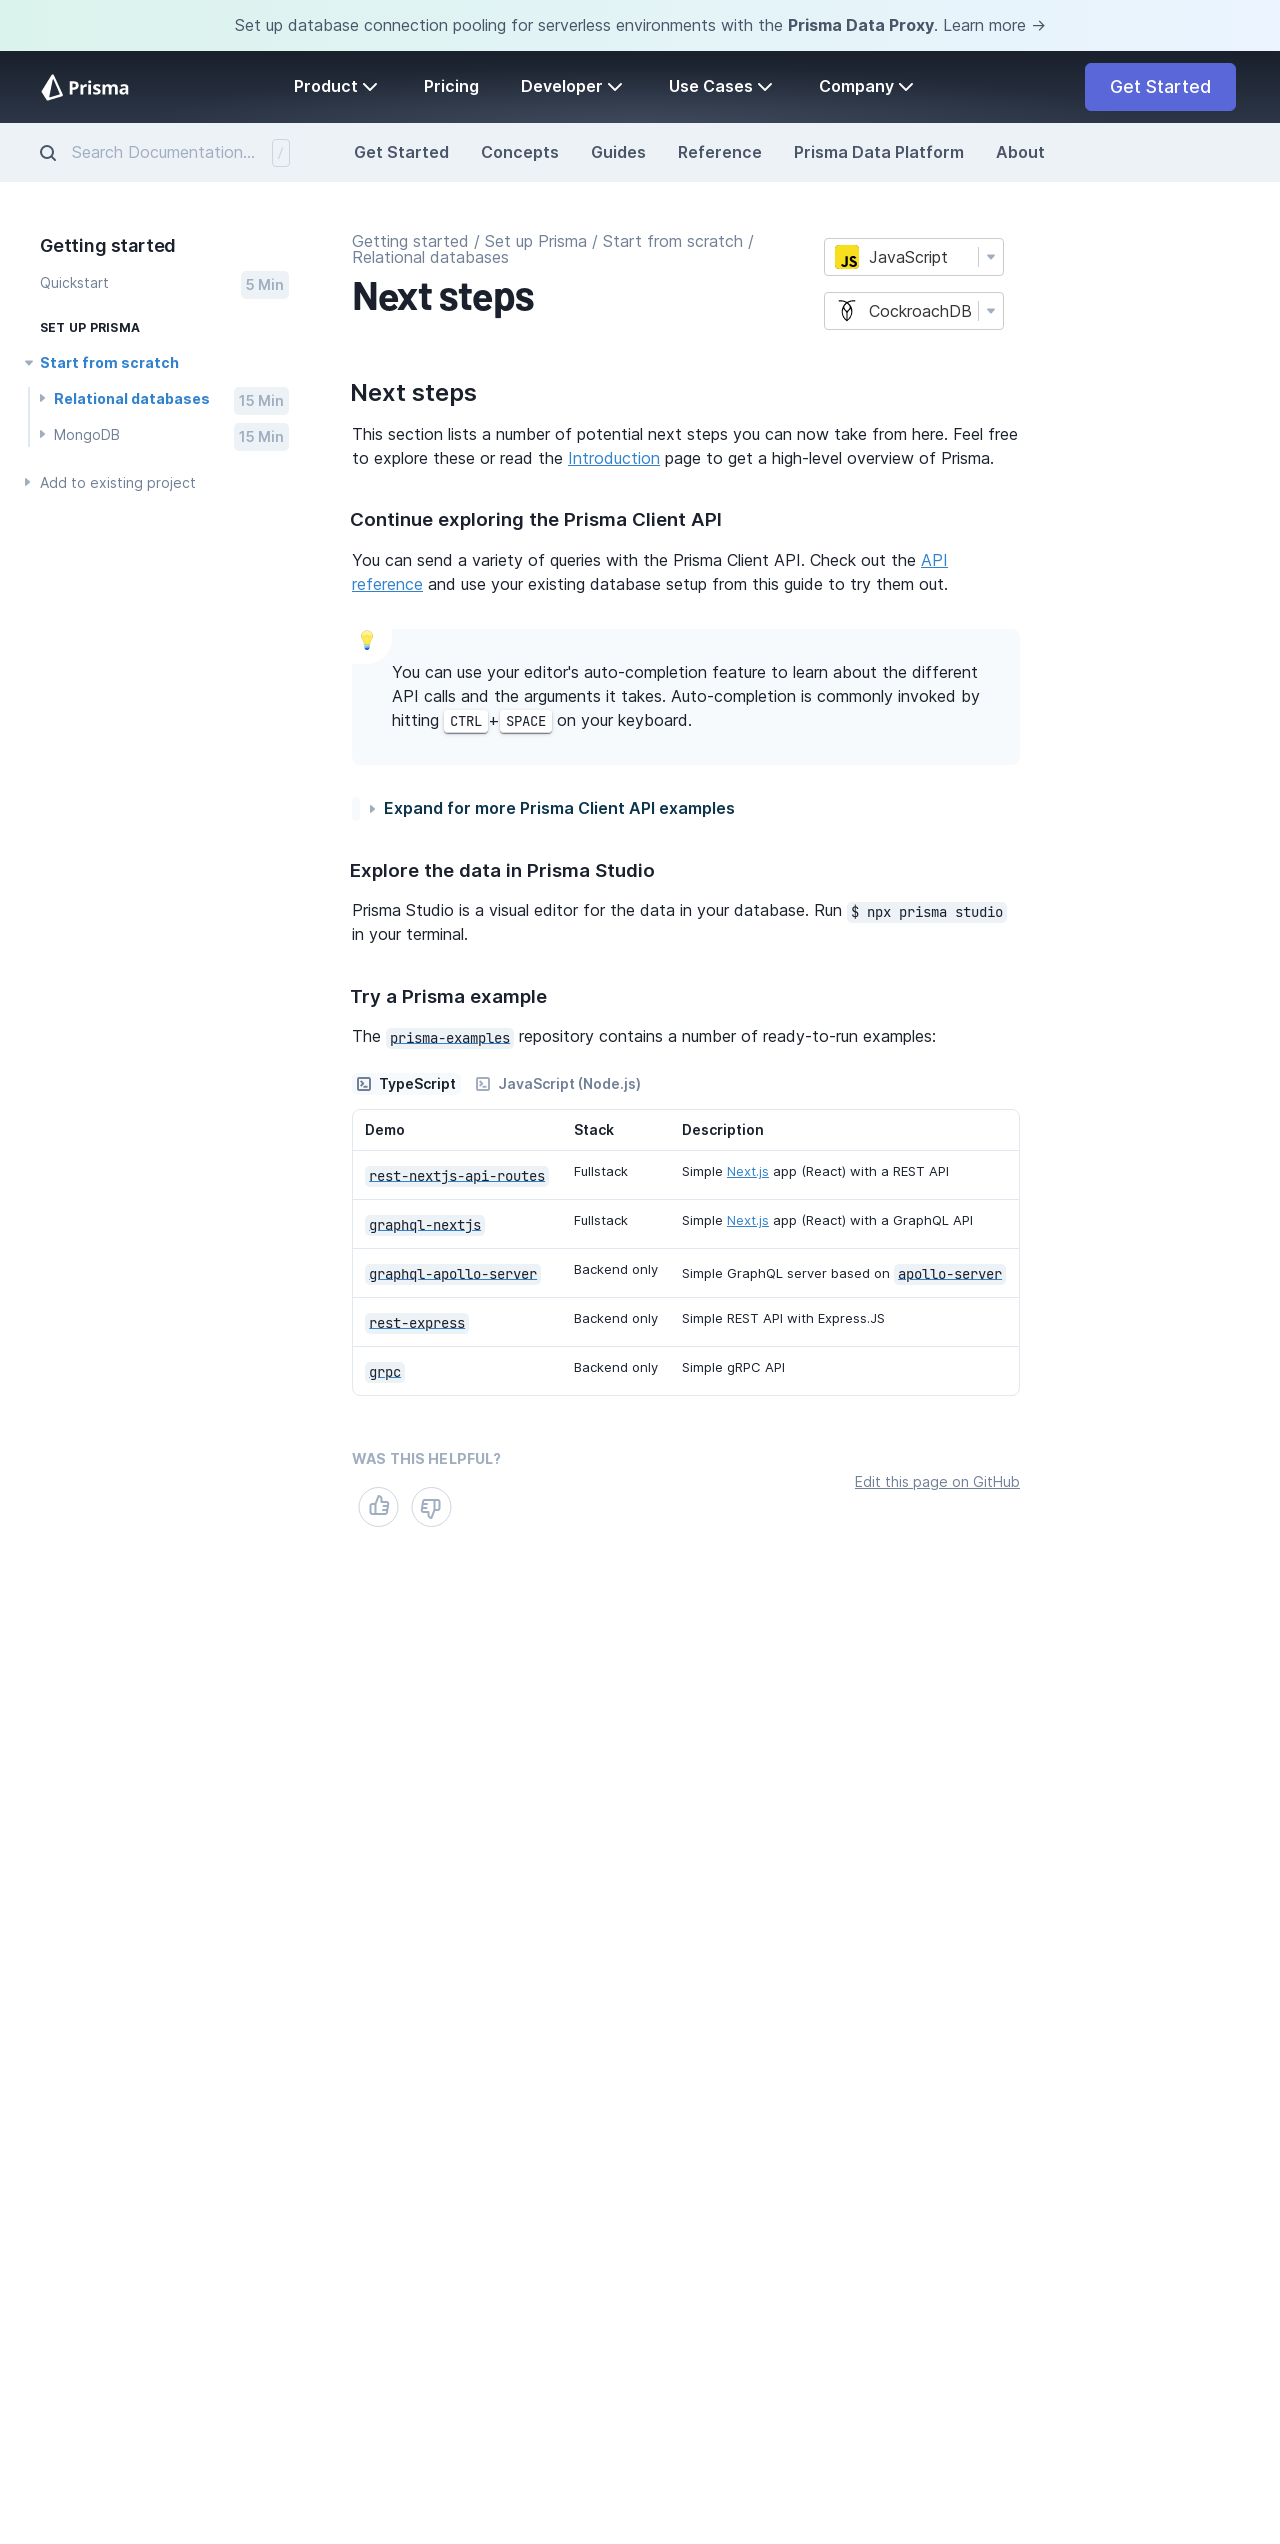 Set up database connection pooling for serverless environments with the Prisma Data Proxy. Learn more →
Prisma
Product
Pricing
Developer
Use Cases
Company
Get Started
Search Documentation...
/
Get Started
Concepts
Guides
Reference
Prisma Data Platform
About
Getting started
Quickstart
5 Min
SET UP PRISMA
Start from scratch
Relational databases
15 Min
MongoDB
15 Min
Add to existing project
Getting started / Set up Prisma / Start from scratch /
Relational databases
Next steps
JS JavaScript
CockroachDB
Next steps
This section lists a number of potential next steps you can now take from here. Feel free
to explore these or read the Introduction page to get a high-level overview of Prisma.
Continue exploring the Prisma Client API
You can send a variety of queries with the Prisma Client API. Check out the API
reference and use your existing database setup from this guide to try them out.
You can use your editor's auto-completion feature to learn about the different
API calls and the arguments it takes. Auto-completion is commonly invoked by
hitting CTRL+SPACE on your keyboard.
Expand for more Prisma Client API examples
Explore the data in Prisma Studio
Prisma Studio is a visual editor for the data in your database. Run $ npx prisma studio
in your terminal.
Try a Prisma example
The prisma-examples repository contains a number of ready-to-run examples:
TypeScript
JavaScript (Node.js)
Demo Stack Description
rest-nextjs-api-routes Fullstack Simple Next.js app (React) with a REST API
graphql-nextjs Fullstack Simple Next.js app (React) with a GraphQL API
graphql-apollo-server Backend only Simple GraphQL server based on apollo-server
rest-express Backend only Simple REST API with Express.JS
grpc Backend only Simple gRPC API
WAS THIS HELPFUL?
Edit this page on GitHub